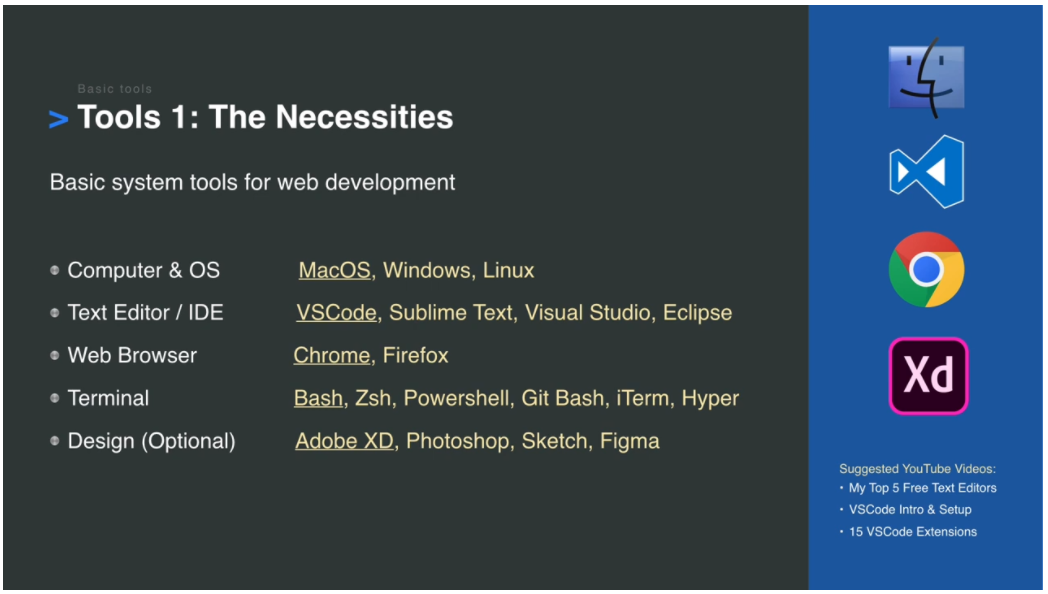 Basic tools
> Tools 1: The Necessities
Basic system tools for web development
• Computer & OS MacOS, Windows, Linux
• Text Editor / IDE VSCode, Sublime Text, Visual Studio, Eclipse
• Web Browser Chrome, Firefox
• Terminal Bash, Zsh, Powershell, Git Bash, iTerm, Hyper
• Design (Optional) Adobe XD, Photoshop, Sketch, Figma
Xd
Suggested YouTube Videos:
• My Top 5 Free Text Editors
• VSCode Intro & Setup
• 15 VSCode Extensions